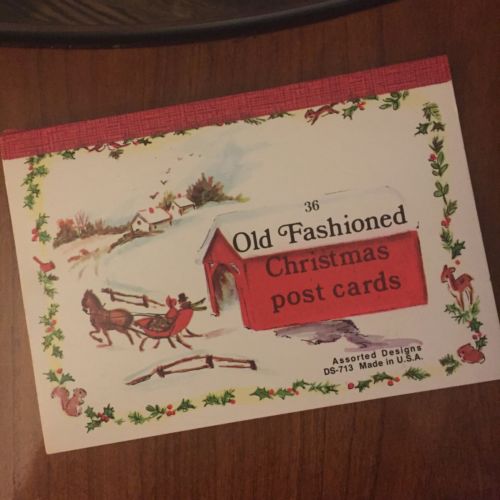 36
Old Fashioned
Christmas
post cards
Assorted Designs
DS-713 Made in U.S.A.